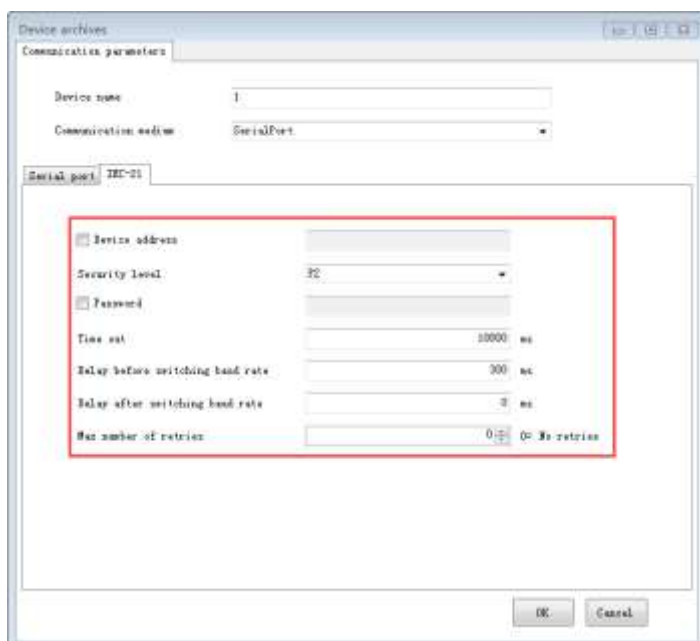 Device archives
Communication parameters
Device name 1
Communication medium SerialPort
Serial port IEC-21
Device address
Security level P2
Password
Time out 10000 ms
Delay before switching baud rate 300 ms
Delay after switching baud rate 0 ms
Max number of retries 0 0= No retries
OK Cancel